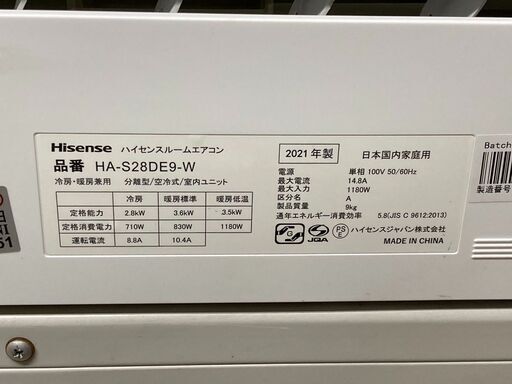 Hisense ハイセンスルームエアコン
品番 HA-S28DE9-W
冷房・暖房兼用 分離型/空冷式/室内ユニット
冷房 暖房標準 暖房低温
定格能力 2.8kW 3.6kW 3.5kW
定格消費電力 710W 830W 1180W
運転電流 8.8A 10.4A
2021年製 日本国内家庭用
電源 単相 100V 50/60Hz
最大電流 14.8A
最大入力 1180W
区分名 A
質量 9kg
通年エネルギー消費効率 5.8(JIS C 9612:2013)
G JQA PS E ハイセンスジャパン株式会社
MADE IN CHINA
Batch
製造番号
51